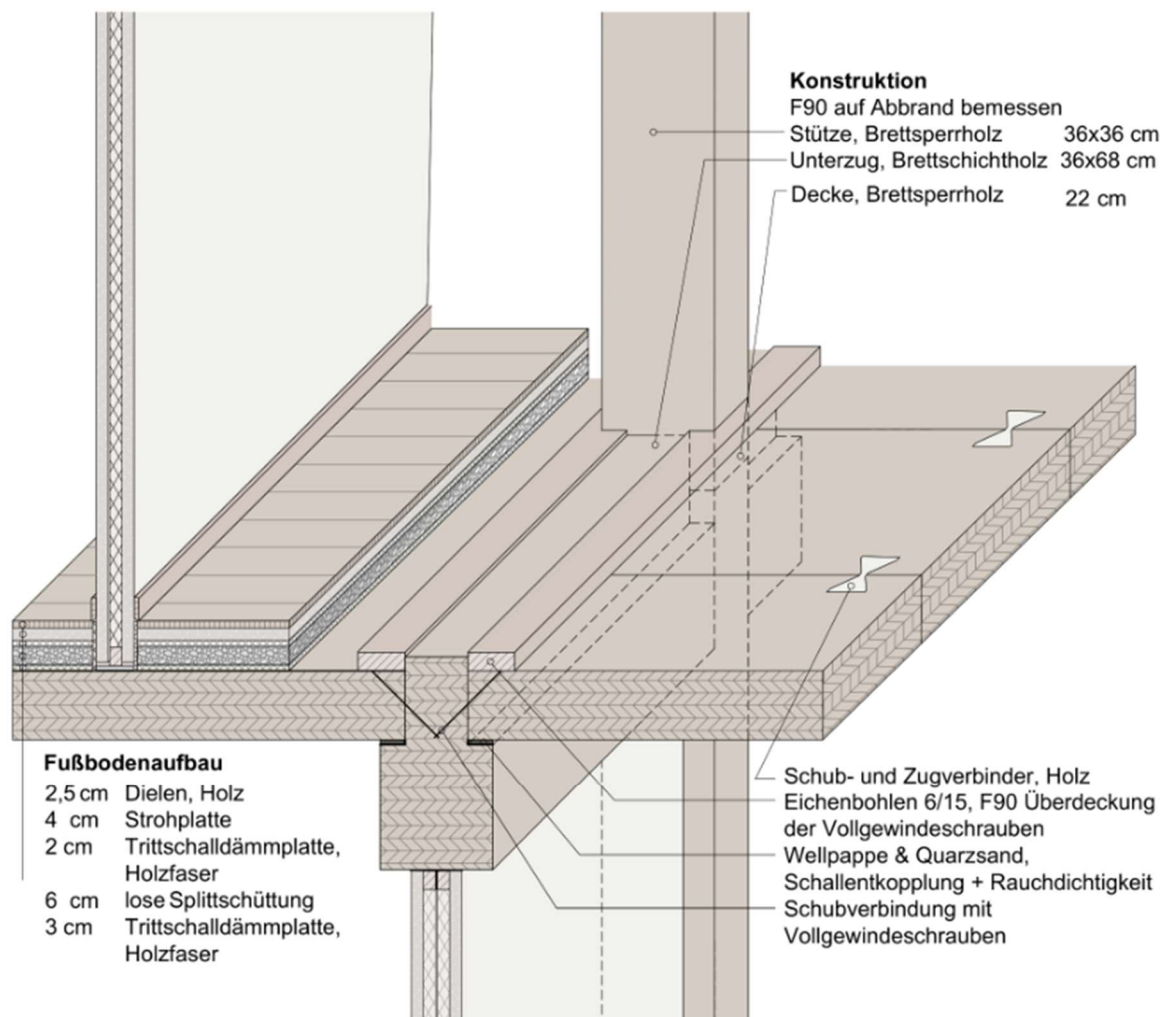 Konstruktion
F90 auf Abbrand bemessen
Stütze, Brettsperrholz 36x36 cm
Unterzug, Brettschichtholz 36x68 cm
Decke, Brettsperrholz 22 cm
Fußbodenaufbau
2,5 cm Dielen, Holz
4 cm Strohplatte
2 cm Trittschalldämmplatte,
Holzfaser
6 cm lose Splittschüttung
3 cm Trittschalldämmplatte,
Holzfaser
Schub- und Zugverbinder, Holz
Eichenbohlen 6/15, F90 Überdeckung
der Vollgewindeschrauben
Wellpappe & Quarzsand,
Schallentkopplung + Rauchdichtigkeit
Schubverbindung mit
Vollgewindeschrauben